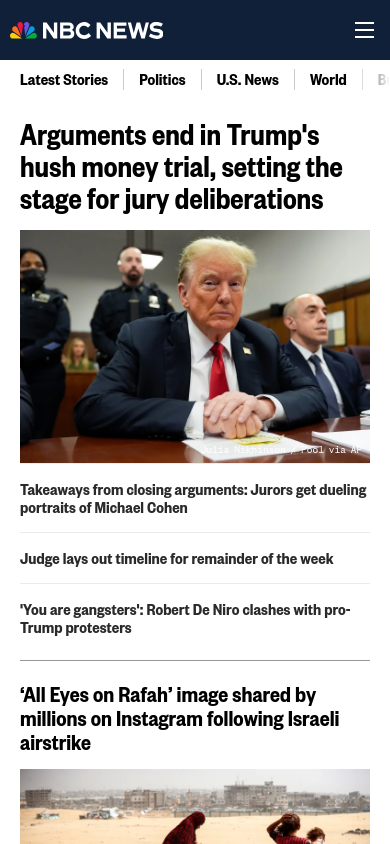 NBC NEWS
Latest Stories
Politics
U.S. News
World
Arguments end in Trump's
hush money trial, setting the
stage for jury deliberations
via AP
Takeaways from closing arguments: Jurors get dueling
portraits of Michael Cohen
Judge lays out timeline for remainder of the week
'You are gangsters': Robert De Niro clashes with pro-
Trump protesters
‘All Eyes on Rafah’ image shared by
millions on Instagram following Israeli
airstrike